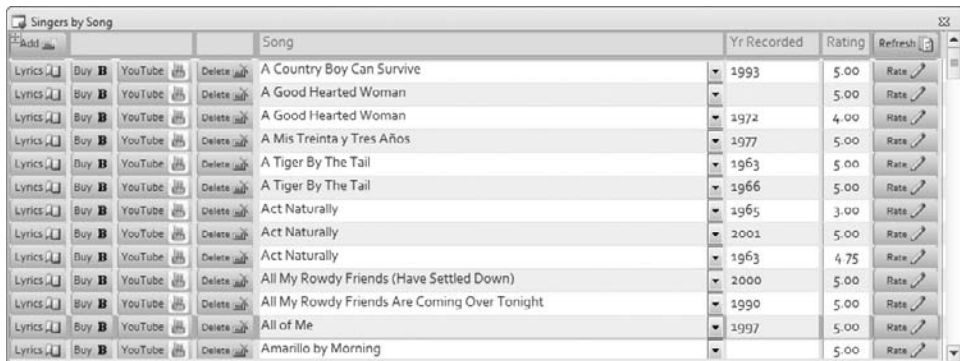 Singers by Song
Add Song Yr Recorded Rating Refresh
Lyrics Buy B YouTube Delete A Country Boy Can Survive 1993 5.00 Rate
Lyrics Buy B YouTube Delete A Good Hearted Woman 5.00 Rate
Lyrics Buy B YouTube Delete A Good Hearted Woman 1972 4.00 Rate
Lyrics Buy B YouTube Delete A Mis Treinta y Tres Años 1977 5.00 Rate
Lyrics Buy B YouTube Delete A Tiger By The Tail 1963 5.00 Rate
Lyrics Buy B YouTube Delete A Tiger By The Tail 1966 5.00 Rate
Lyrics Buy B YouTube Delete Act Naturally 1965 3.00 Rate
Lyrics Buy B YouTube Delete Act Naturally 2001 5.00 Rate
Lyrics Buy B YouTube Delete Act Naturally 1963 4.75 Rate
Lyrics Buy B YouTube Delete All My Rowdy Friends (Have Settled Down) 2000 5.00 Rate
Lyrics Buy B YouTube Delete All My Rowdy Friends Are Coming Over Tonight 1990 5.00 Rate
Lyrics Buy B YouTube Delete All of Me 1997 5.00 Rate
Lyrics Buy B YouTube Delete Amarillo by Morning 5.00 Rate